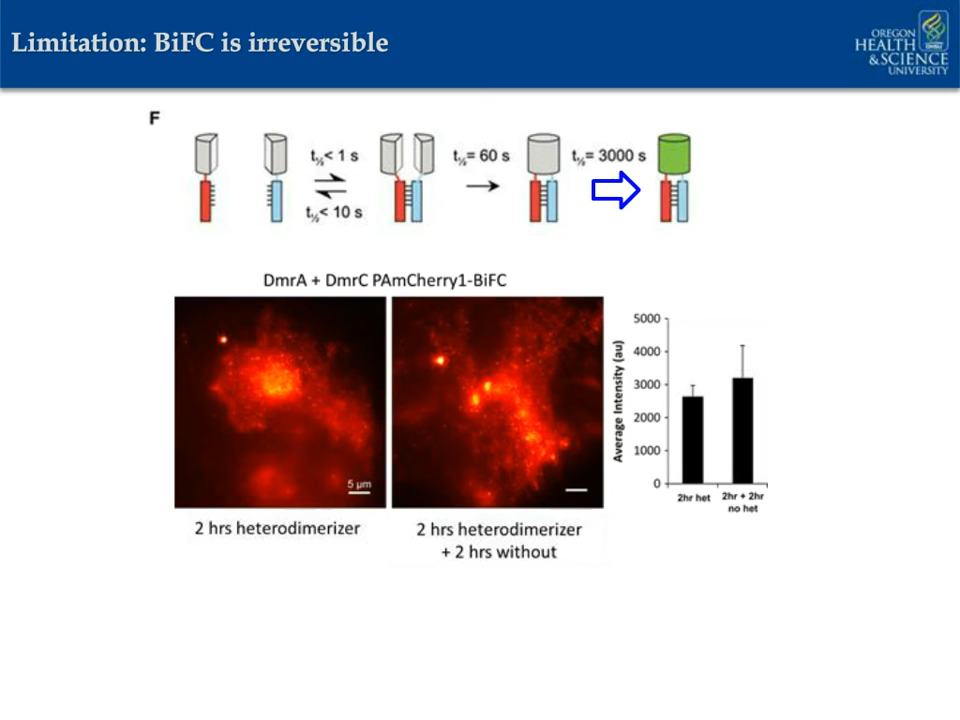 Limitation: BiFC is irreversible
OREGON
HEALTH
& SCIENCE
UNIVERSITY
F
t½< 1 s
t½< 10 s
t½= 60 s
t½= 3000 s
DmrA + DmrC PAmCherry1-BiFC
5 µm
2 hrs heterodimerizer
2 hrs heterodimerizer
+ 2 hrs without
Average Intensity (au)
5000
4000
3000
2000
1000
0
2hr het
2hr + 2hr
no het